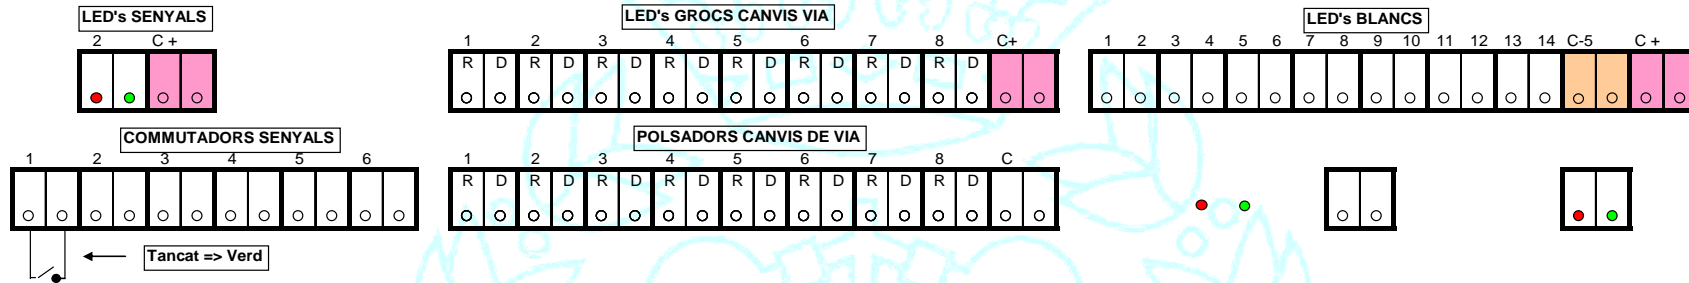 LED's SENYALS
2 C +
LED's GROCS CANVIS VIA
1 2 3 4 5 6 7 8 C+
R D R D R D R D R D R D R D R D
LED's BLANCS
1 2 3 4 5 6 7 8 9 10 11 12 13 14 C-5 C +
COMMUTADORS SENYALS
1 2 3 4 5 6
Tancat => Verd
POLSADORS CANVIS DE VIA
1 2 3 4 5 6 7 8 C
R D R D R D R D R D R D R D R D